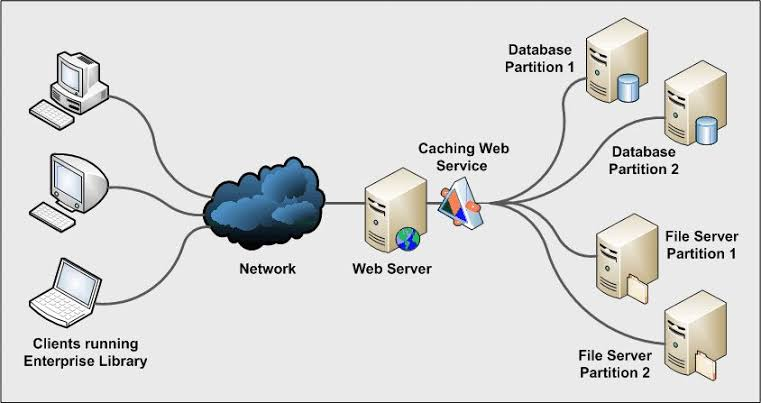 Database
Partition 1
Caching Web
Service
Database
Partition 2
Network
Web Server
File Server
Partition 1
Clients running
Enterprise Library
File Server
Partition 2